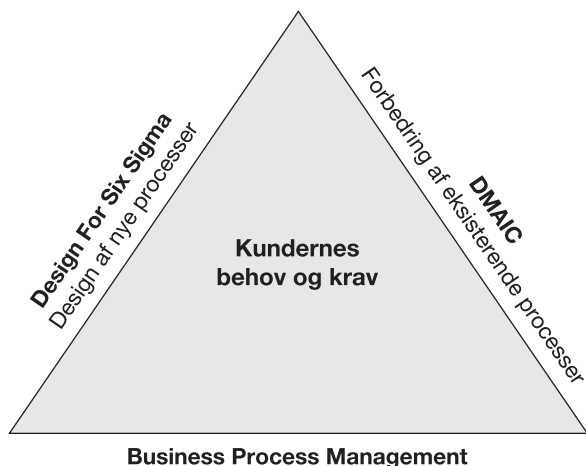 Design For Six Sigma
Design af nye processer
DMAIC
Forbedring af eksisterende processer
Kundernes
behov og krav
Business Process Management